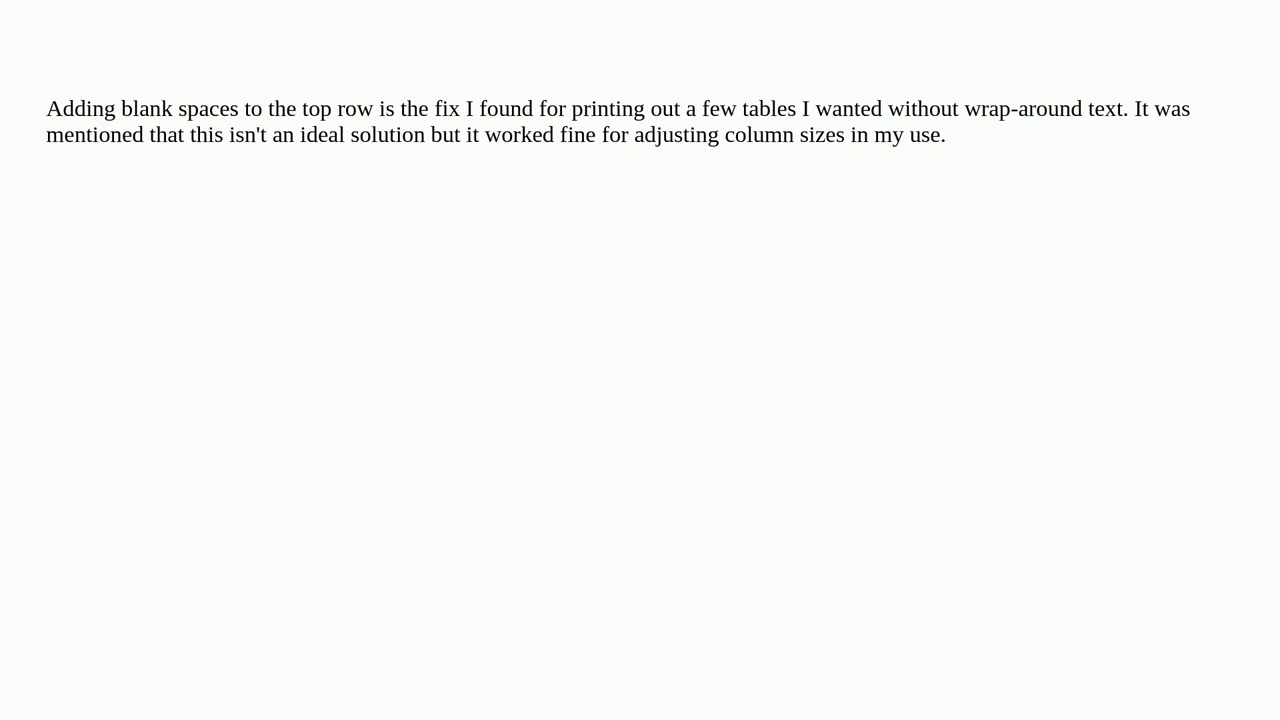 Adding blank spaces to the top row is the fix I found for printing out a few tables I wanted without wrap-around text. It was
mentioned that this isn't an ideal solution but it worked fine for adjusting column sizes in my use.